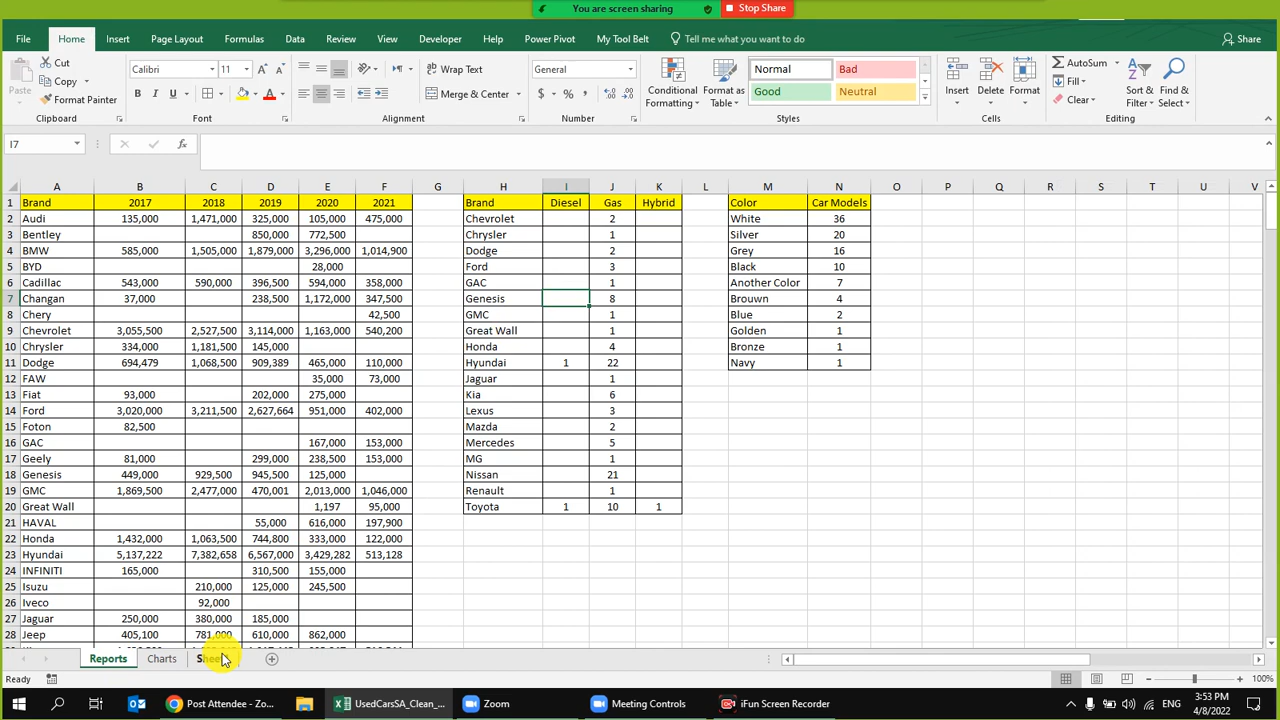 You are screen sharing
Stop Share
File Home Insert Page Layout Formulas Data Review View Developer Help Power Pivot My Tool Belt Tell me what you want to do Share
Paste Cut Copy Format Painter Clipboard
Calibri 11 B I U A Font
Wrap Text Merge & Center Alignment
General $ % , Number
Conditional Formatting Format as Table
Normal Bad Good Neutral Styles
Insert Delete Format Cells
AutoSum Fill Clear Sort & Filter Find & Select Editing
I7 fx
A B C D E F G H I J K L M N O P Q R S T U V
1 Brand 2017 2018 2019 2020 2021 Brand Diesel Gas Hybrid Color Car Models
2 Audi 135,000 1,471,000 325,000 105,000 475,000 Chevrolet 2 White 36
3 Bentley 850,000 772,500 Chrysler 1 Silver 20
4 BMW 585,000 1,505,000 1,879,000 3,296,000 1,014,900 Dodge 2 Grey 16
5 BYD 28,000 Ford 3 Black 10
6 Cadillac 543,000 590,000 396,500 594,000 358,000 GAC 1 Another Color 7
7 Changan 37,000 238,500 1,172,000 347,500 Genesis 8 Brouwn 4
8 Chery 42,500 GMC 1 Blue 2
9 Chevrolet 3,055,500 2,527,500 3,114,000 1,163,000 540,200 Great Wall 1 Golden 1
10 Chrysler 334,000 1,181,500 145,000 Honda 4 Bronze 1
11 Dodge 694,479 1,068,500 909,389 465,000 110,000 Hyundai 1 22 Navy 1
12 FAW 35,000 73,000 Jaguar 1
13 Fiat 93,000 202,000 275,000 Kia 6
14 Ford 3,020,000 3,211,500 2,627,664 951,000 402,000 Lexus 3
15 Foton 82,500 Mazda 2
16 GAC 167,000 153,000 Mercedes 5
17 Geely 81,000 299,000 238,500 153,000 MG 1
18 Genesis 449,000 929,500 945,500 125,000 Nissan 21
19 GMC 1,869,500 2,477,000 470,001 2,013,000 1,046,000 Renault 1
20 Great Wall 1,197 95,000 Toyota 1 10 1
21 HAVAL 55,000 616,000 197,900
22 Honda 1,432,000 1,063,500 744,800 333,000 122,000
23 Hyundai 5,137,222 7,382,658 6,567,000 3,429,282 513,128
24 INFINITI 165,000 310,500 155,000
25 Isuzu 210,000 125,000 245,500
26 Iveco 92,000
27 Jaguar 250,000 380,000 185,000
28 Jeep 405,100 781,000 610,000 862,000
Reports Charts
Ready 100%
Post Attendee - Zo... UsedCarsSA_Clean_... Zoom Meeting Controls iFun Screen Recorder ENG 3:53 PM
4/8/2022